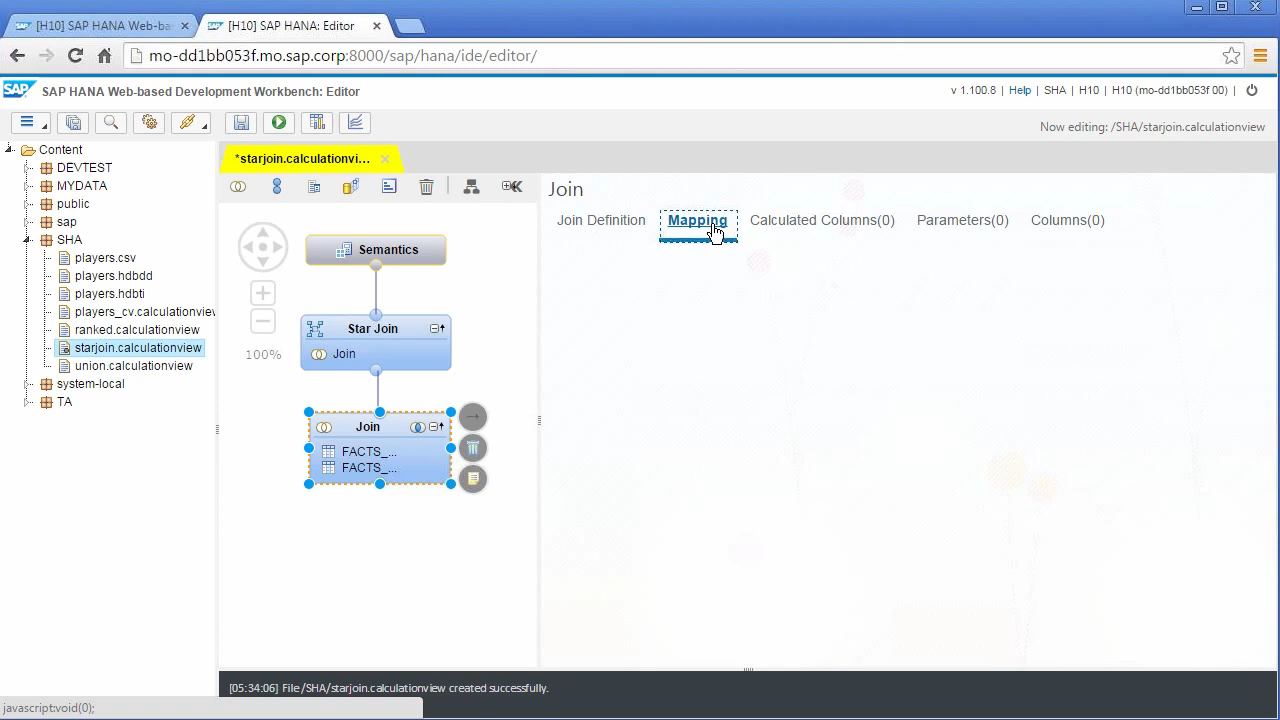 [H10] SAP HANA Web-ba
[H10] SAP HANA: Editor
mo-dd1bb053f.mo.sap.corp:8000/sap/hana/ide/editor/
SAP SAP HANA Web-based Development Workbench: Editor
v 1.100.8 | Help | SHA | H10 | H10 (mo-dd1bb053f 00) |
Now editing: /SHA/starjoin.calculationview
Content
DEVTEST
MYDATA
public
sap
SHA
players.csv
players.hdbdd
players.hdbti
players_cv.calculationview
ranked.calculationview
starjoin.calculationview
union.calculationview
system-local
TA
*starjoin.calculationvi...
Semantics
Star Join
Join
100%
Join
FACTS_...
FACTS_...
Join
Join Definition Mapping Calculated Columns(0) Parameters(0) Columns(0)
[05:34:06] File /SHA/starjoin.calculationview created successfully.
javascript:void(0);